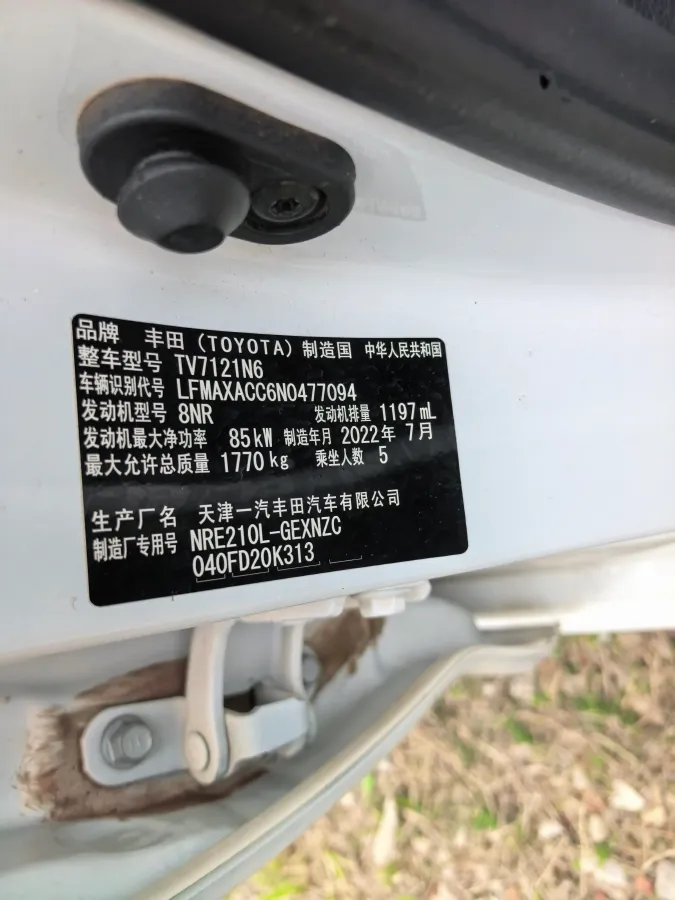 品牌 丰田(TOYOTA)制造国 中华人民共和国
整车型号 TV7121N6
车辆识别代号 LFMAXACC6N0477094
发动机型号 8NR 发动机排量 1197mL
发动机最大净功率 85kW 制造年月 2022年 7月
最大允许总质量 1770kg 乘坐人数 5
生产厂名 天津一汽丰田汽车有限公司
制造厂专用号 NRE210L-GEXNZC
040FD20K313